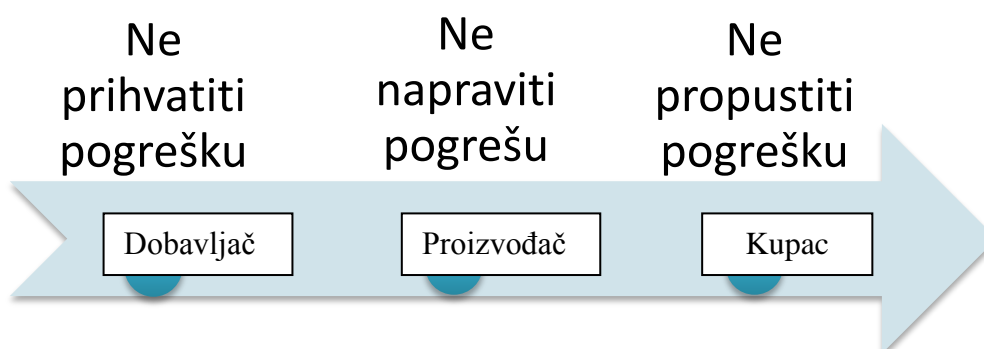 Ne
prihvatiti
pogrešku
Ne
napraviti
pogrešu
Ne
propustiti
pogrešku
Dobavljač
Proizvođač
Kupac